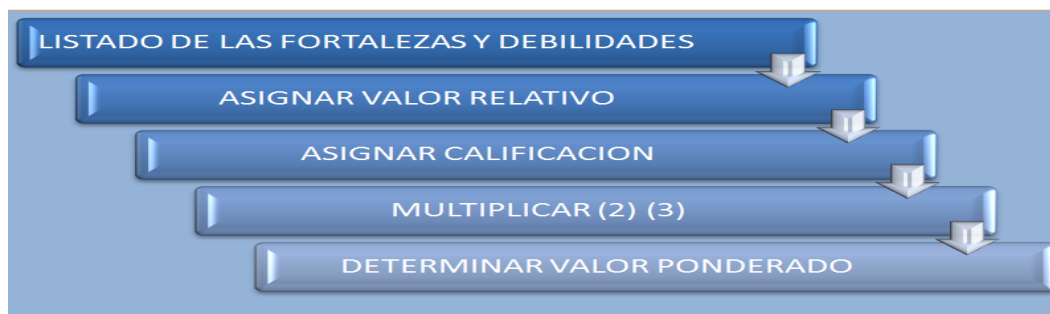 LISTADO DE LAS FORTALEZAS Y DEBILIDADES
ASIGNAR VALOR RELATIVO
ASIGNAR CALIFICACION
MULTIPLICAR (2) (3)
DETERMINAR VALOR PONDERADO